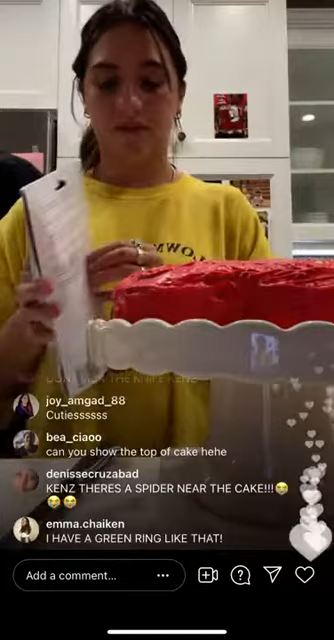 joy_amgad_88
Cutiessssss
bea_ciaoo
can you show the top of cake hehe
denissecruzabad
KENZ THERES A SPIDER NEAR THE CAKE!!!😭
😭😭
emma.chaiken
I HAVE A GREEN RING LIKE THAT!
Add a comment...